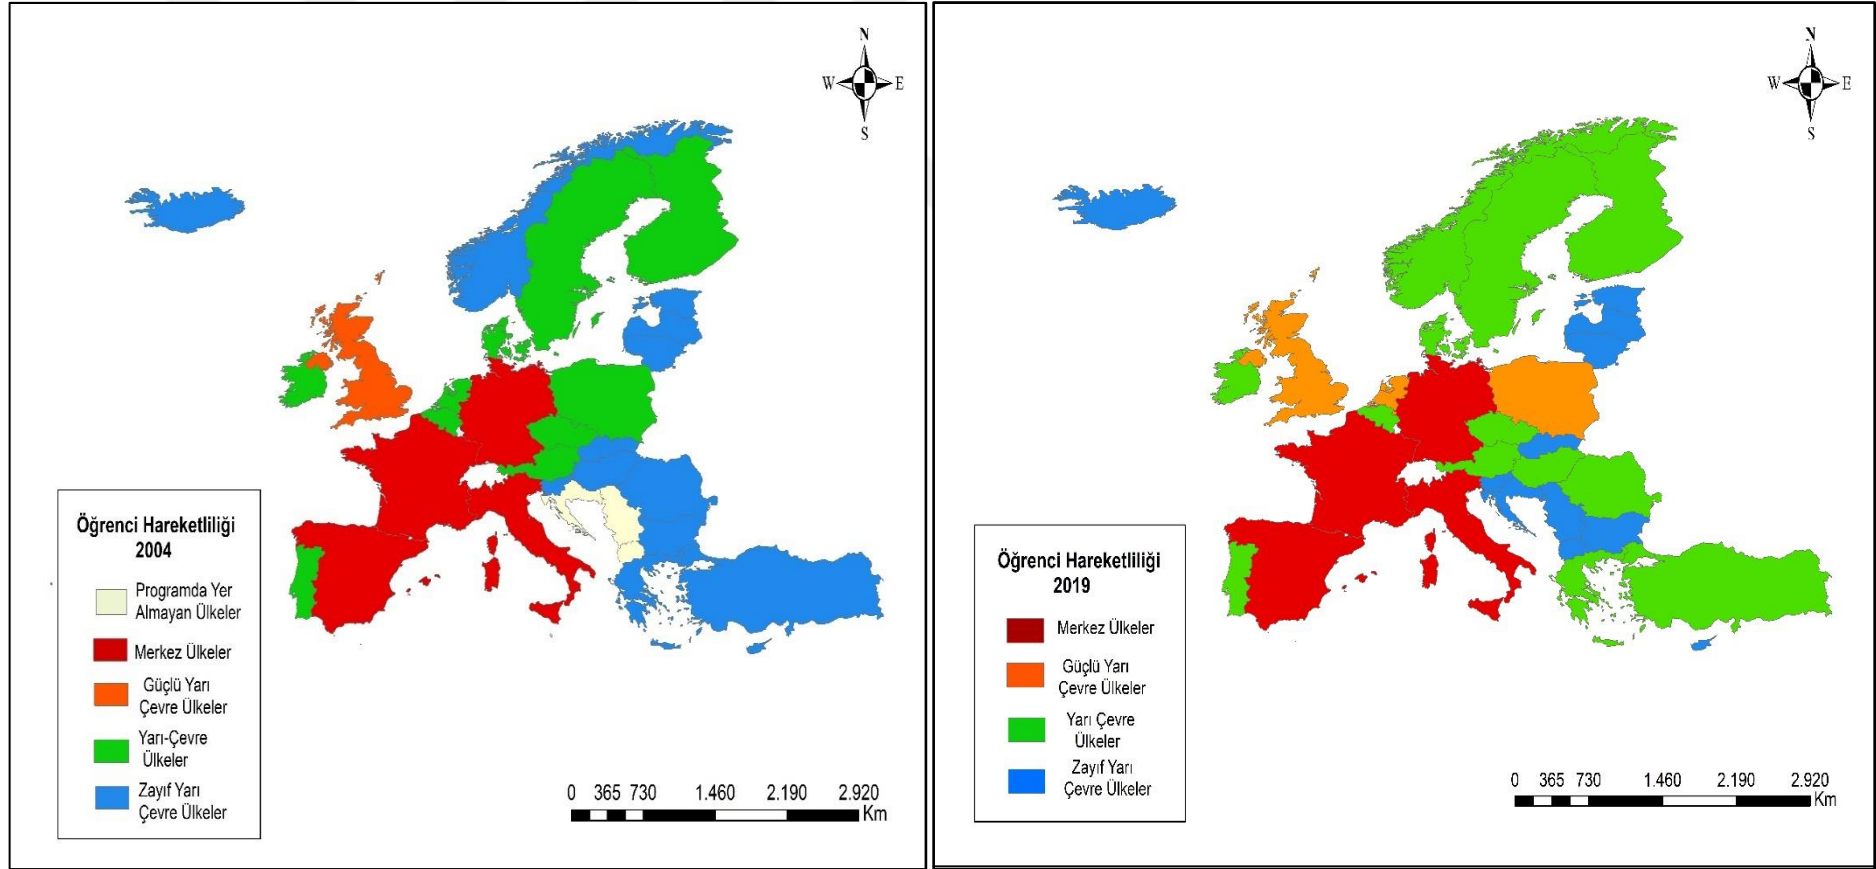 N
W E
S
Öğrenci Hareketliliği
2004
Programda Yer
Almayan Ülkeler
Merkez Ülkeler
Güçlü Yarı
Çevre Ülkeler
Yarı-Çevre
Ülkeler
Zayıf Yarı
Çevre Ülkeler
0 365 730 1.460 2.190 2.920
Km
N
W E
S
Öğrenci Hareketliliği
2019
Merkez Ülkeler
Güçlü Yarı
Çevre Ülkeler
Yarı Çevre
Ülkeler
Zayıf Yarı
Çevre Ülkeler
0 365 730 1.460 2.190 2.920
Km